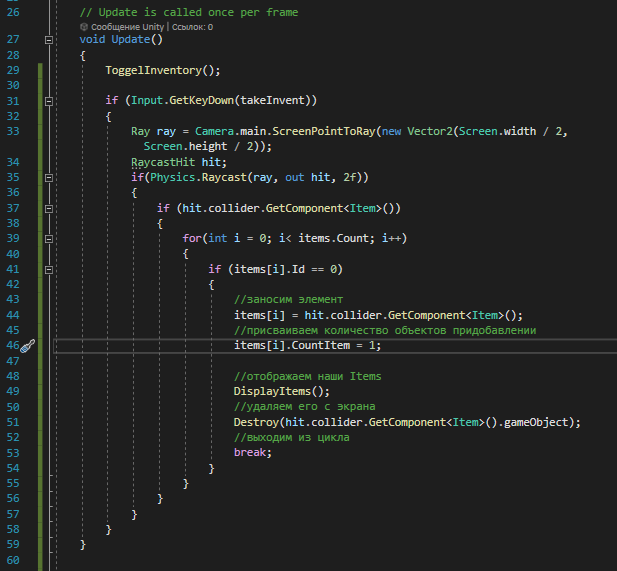 26 // Update is called once per frame
Сообщение Unity | Ссылок: 0
27 void Update()
28 {
29 ToggelInventory();
30
31 if (Input.GetKeyDown(takeInvent))
32 {
33 Ray ray = Camera.main.ScreenPointToRay(new Vector2(Screen.width / 2,
Screen.height / 2));
34 RaycastHit hit;
35 if(Physics.Raycast(ray, out hit, 2f))
36 {
37 if (hit.collider.GetComponent<Item>())
38 {
39 for(int i = 0; i< items.Count; i++)
40 {
41 if (items[i].Id == 0)
42 {
43 //заносим элемент
44 items[i] = hit.collider.GetComponent<Item>();
45 //присваиваем количество объектов придобавлении
46 items[i].CountItem = 1;
47
48 //отображаем наши Items
49 DisplayItems();
50 //удаляем его с экрана
51 Destroy(hit.collider.GetComponent<Item>().gameObject);
52 //выходим из цикла
53 break;
54 }
55 }
56 }
57 }
58 }
59 }
60